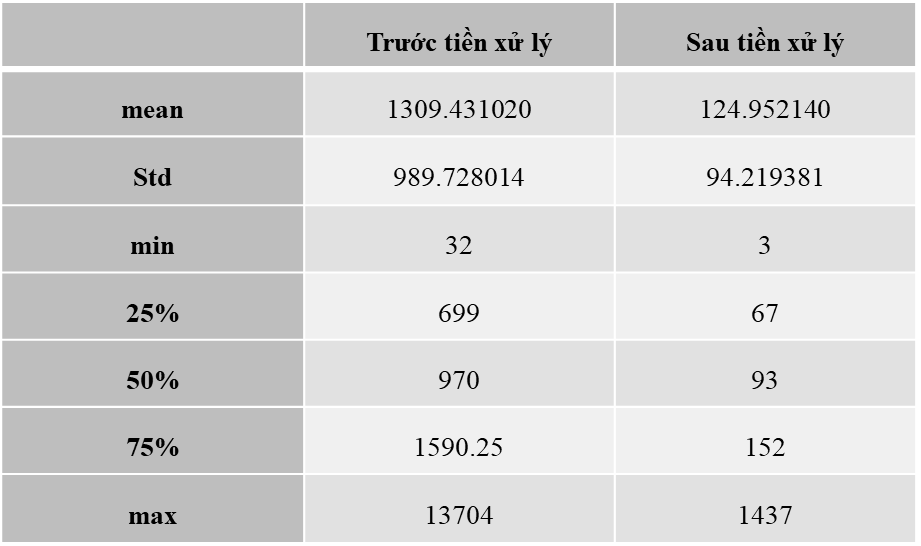 Trước tiền xử lý Sau tiền xử lý
mean 1309.431020 124.952140
Std 989.728014 94.219381
min 32 3
25% 699 67
50% 970 93
75% 1590.25 152
max 13704 1437